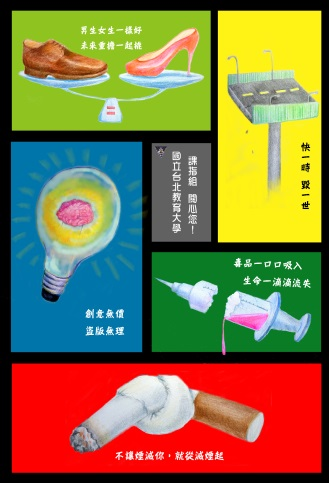 男生女生一樣好
未來重擔一起挑
快一時 毀一世
課指組 關心您！
國立台北教育大學
創意無價
盜版無理
毒品一口口吸入
生命一滴滴流失
不讓煙滅你，就從滅煙起